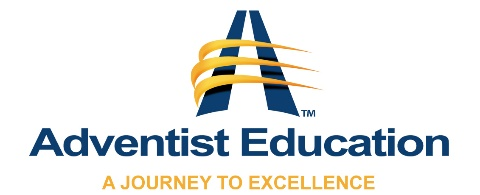 TM
Adventist Education
A JOURNEY TO EXCELLENCE